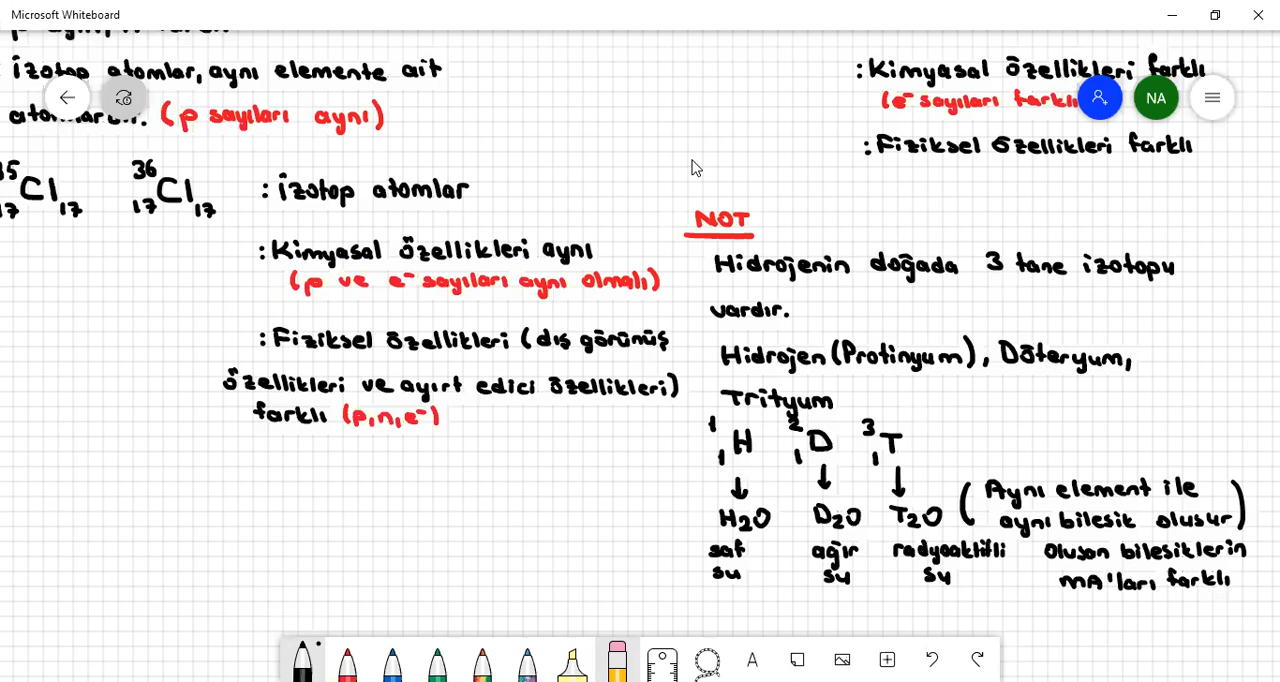 Microsoft Whiteboard
izotop atomlar, aynı elemente ait
(p sayıları aynı)
35 17 Cl 17 36 17 Cl 17 : izotop atomlar
: Kimyasal özellikleri aynı
(p ve e⁻ sayıları aynı olmalı)
: Fiziksel özellikleri (dış görünüş
özellikleri ve ayırt edici özellikleri)
farklı (p,n,e⁻)
: Kimyasal özellikleri farklı
(e⁻ sayıları farklı
: Fiziksel özellikleri farklı
NA
NOT
Hidrojenin doğada 3 tane izotopu
vardır.
Hidrojen (Protinyum), Döteryum,
Trityum
1 1 H 2 1 D 3 1 T
↓ ↓ ↓
H2O D2O T2O (Aynı element ile
aynı bileşik oluşur)
saf ağır radyoaktifli Oluşan bileşiklerin
su su su MA'ları farklı
A